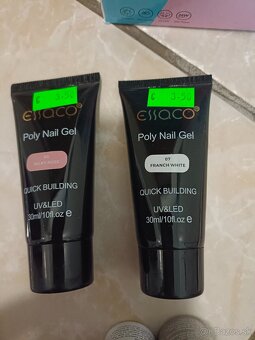 ESSACO
Poly Nail Gel
QUICK BUILDING
UV&LED
30ml/10fl.oz e
ESSACO
Poly Nail Gel
07
FRANCH WHITE
QUICK BUILDING
UV&LED
30ml/10fl.oz e